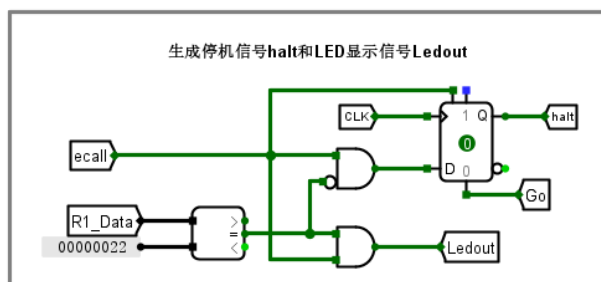 生成停机信号halt和LED显示信号Ledout
CLK
1 Q
halt
0
ecall
D 0
Go
R1_Data
>
00000022
=
<
Ledout